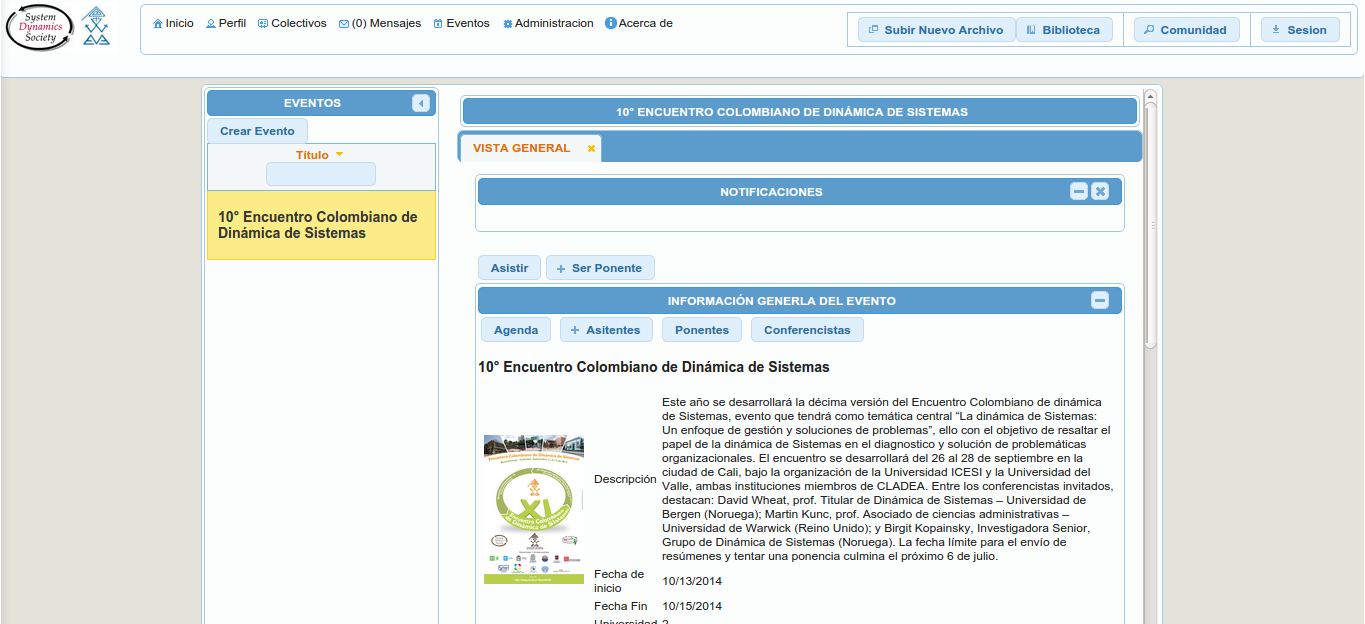 System
Dynamics
Society
Inicio Perfil Colectivos (0) Mensajes Eventos Administracion Acerca de
Subir Nuevo Archivo Biblioteca Comunidad Sesion
EVENTOS
Crear Evento
Título
10° Encuentro Colombiano de
Dinámica de Sistemas
10° ENCUENTRO COLOMBIANO DE DINÁMICA DE SISTEMAS
VISTA GENERAL
NOTIFICACIONES
Asistir Ser Ponente
INFORMACIÓN GENERLA DEL EVENTO
Agenda Asitentes Ponentes Conferencistas
10° Encuentro Colombiano de Dinámica de Sistemas
Encuentro Colombiano de Dinámica de Sistemas
XI
Encuentro Colombiano
de Dinámica de Sistemas
Descripción
Este año se desarrollará la décima versión del Encuentro Colombiano de dinámica
de Sistemas, evento que tendrá como temática central “La dinámica de Sistemas:
Un enfoque de gestión y soluciones de problemas”, ello con el objetivo de resaltar el
papel de la dinámica de Sistemas en el diagnostico y solución de problemáticas
organizacionales. El encuentro se desarrollará del 26 al 28 de septiembre en la
ciudad de Cali, bajo la organización de la Universidad ICESI y la Universidad del
Valle, ambas instituciones miembros de CLADEA. Entre los conferencistas invitados,
destacan: David Wheat, prof. Titular de Dinámica de Sistemas – Universidad de
Bergen (Noruega); Martin Kunc, prof. Asociado de ciencias administrativas –
Universidad de Warwick (Reino Unido); y Birgit Kopainsky, Investigadora Senior,
Grupo de Dinámica de Sistemas (Noruega). La fecha límite para el envío de
resúmenes y tentar una ponencia culmina el próximo 6 de julio.
Fecha de
inicio 10/13/2014
Fecha Fin 10/15/2014
Universidad 2